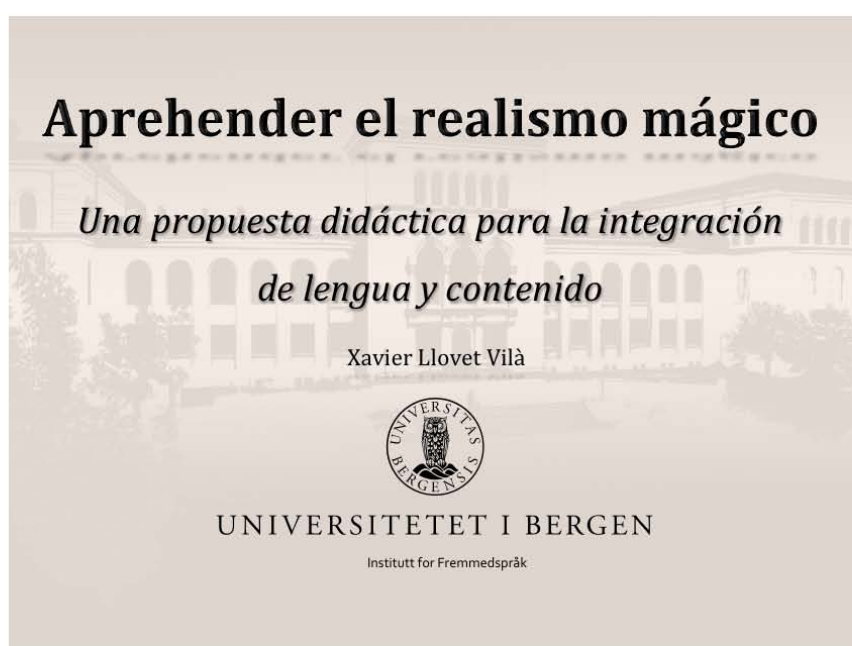 Aprehender el realismo mágico
Una propuesta didáctica para la integración
de lengua y contenido
Xavier Llovet Vilà
UNIVERSITAS
BERGENSIS
UNIVERSITETET I BERGEN
Institutt for Fremmedspråk